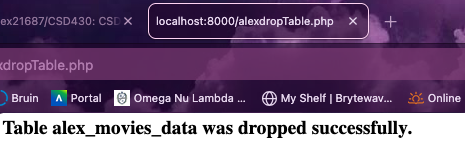 ex21687/CSD430: CSD
localhost:8000/alexdropTable.php
xdropTable.php
Bruin
Portal
Omega Nu Lambda ...
My Shelf | Brytewav...
Online
Table alex_movies_data was dropped successfully.